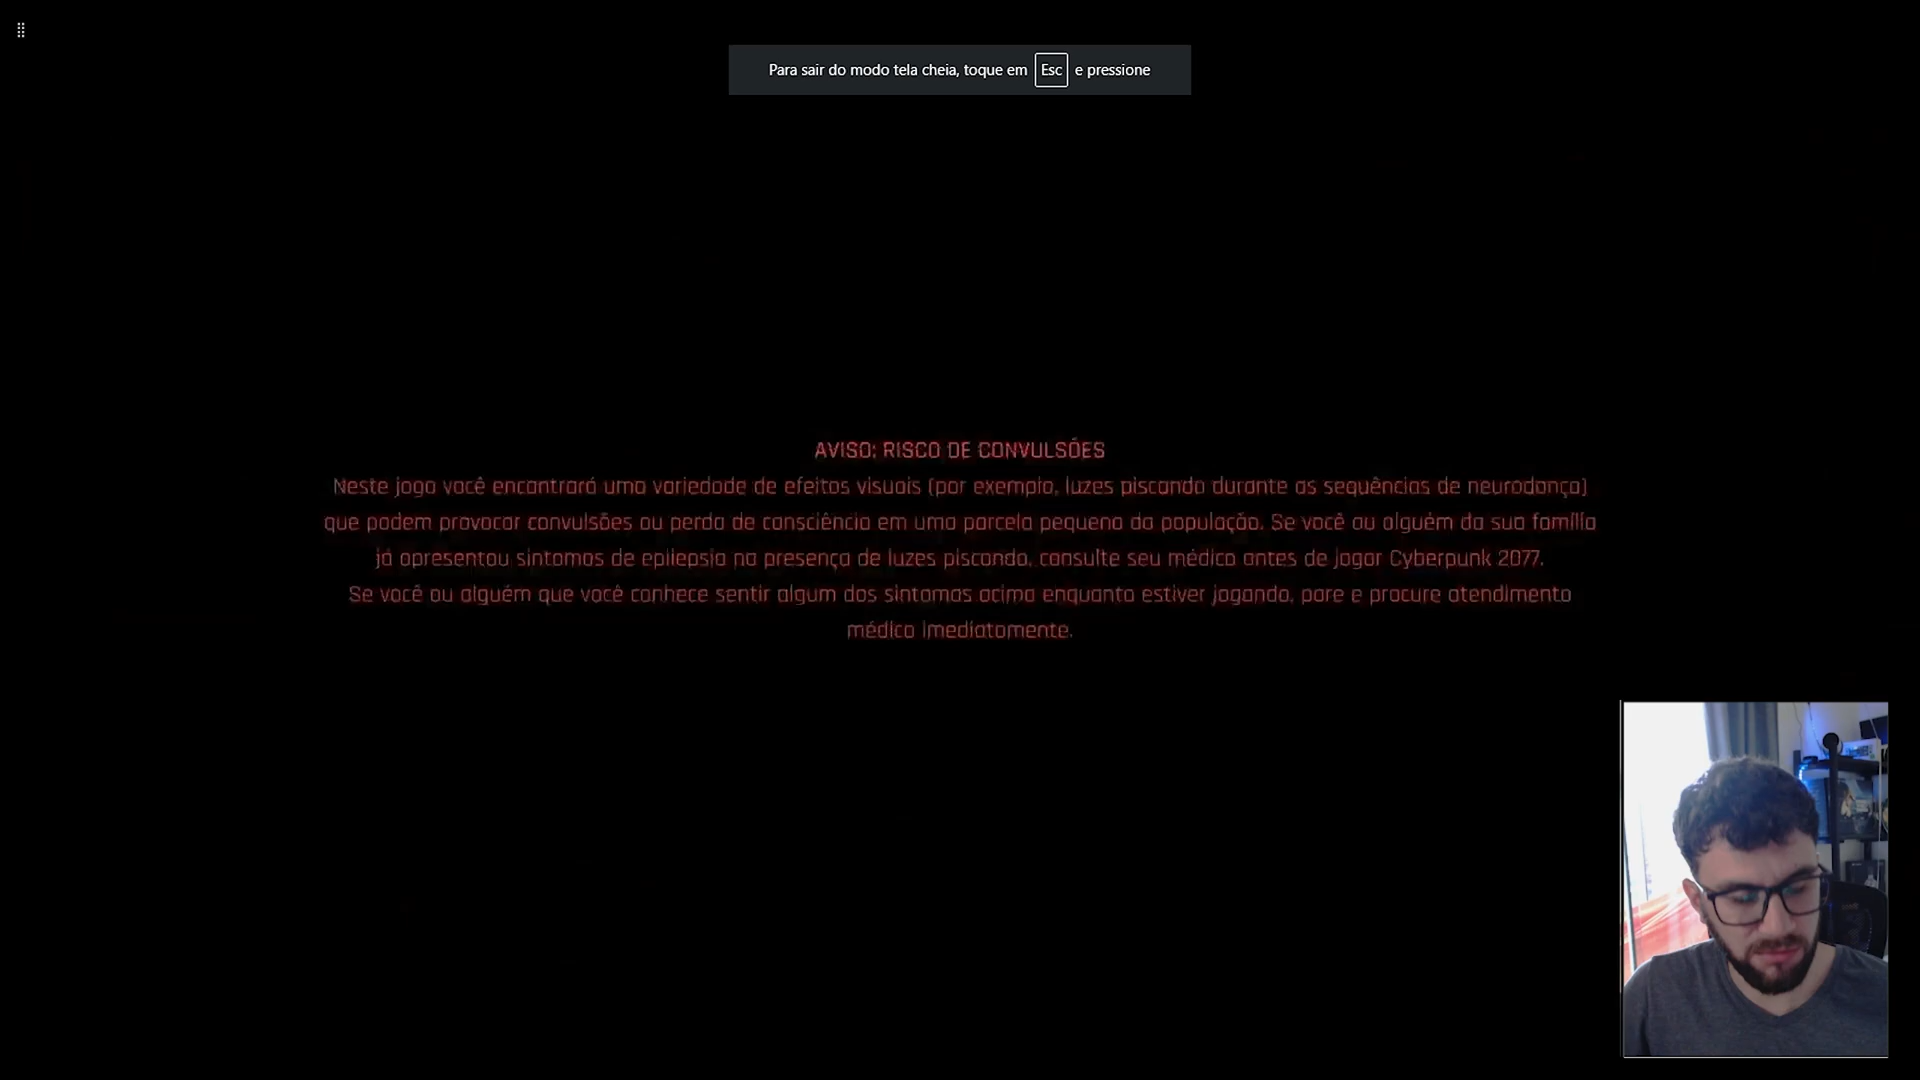 Para sair do modo tela cheia, toque em Esc e pressione
AVISO: RISCO DE CONVULSÕES
Neste jogo você encontrará uma variedade de efeitos visuais (por exemplo, luzes piscando durante as sequências de neurodança)
que podem provocar convulsões ou perda de consciência em uma parcela pequena da população. Se você ou alguém da sua família
já apresentou sintomas de epilepsia na presença de luzes piscando, consulte seu médico antes de jogar Cyberpunk 2077.
Se você ou alguém que você conhece sentir algum dos sintomas acima enquanto estiver jogando, pare e procure atendimento
médico imediatamente.